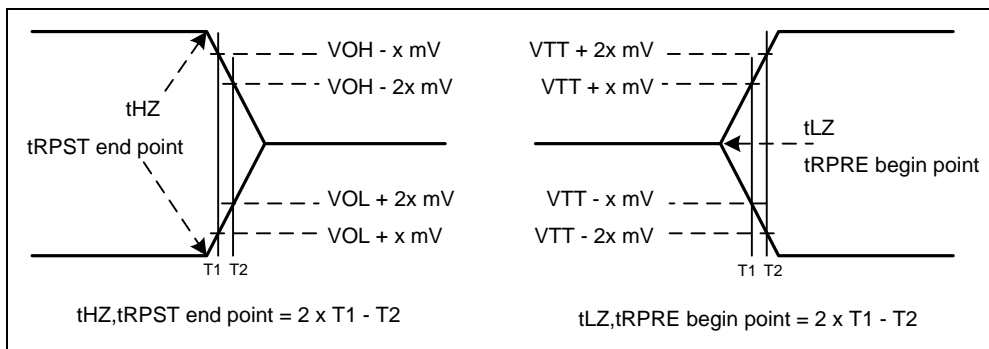 VOH - x mV
VOH - 2x mV
tHZ
tRPST end point
VOL + 2x mV
VOL + x mV
T1 T2
tHZ,tRPST end point = 2 x T1 - T2
VTT + 2x mV
VTT + x mV
tLZ
tRPRE begin point
VTT - x mV
VTT - 2x mV
T1 T2
tLZ,tRPRE begin point = 2 x T1 - T2